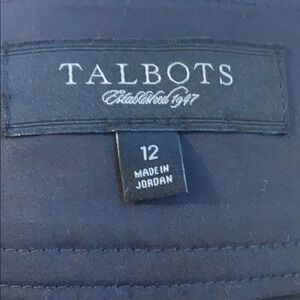 TALBOTS
Established 1947
12
MADE IN
JORDAN